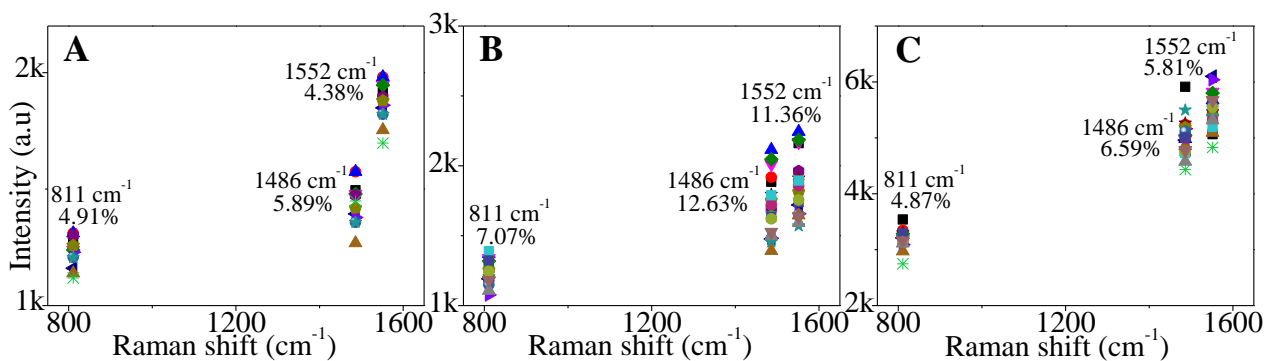 A
2k
1k
Intensity (a.u)
1552 cm⁻¹
4.38%
1486 cm⁻¹
5.89%
811 cm⁻¹
4.91%
800
1200
1600
Raman shift (cm⁻¹)
B
3k
2k
1k
1552 cm⁻¹
11.36%
1486 cm⁻¹
12.63%
811 cm⁻¹
7.07%
800
1200
1600
Raman shift (cm⁻¹)
C
6k
4k
2k
1552 cm⁻¹
5.81%
1486 cm⁻¹
6.59%
811 cm⁻¹
4.87%
800
1200
1600
Raman shift (cm⁻¹)